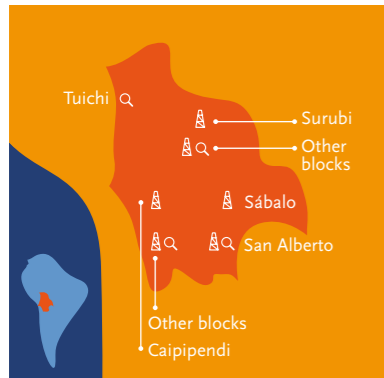 Tuichi
Surubi
Other
blocks
Sábalo
San Alberto
Other blocks
Caipipendi